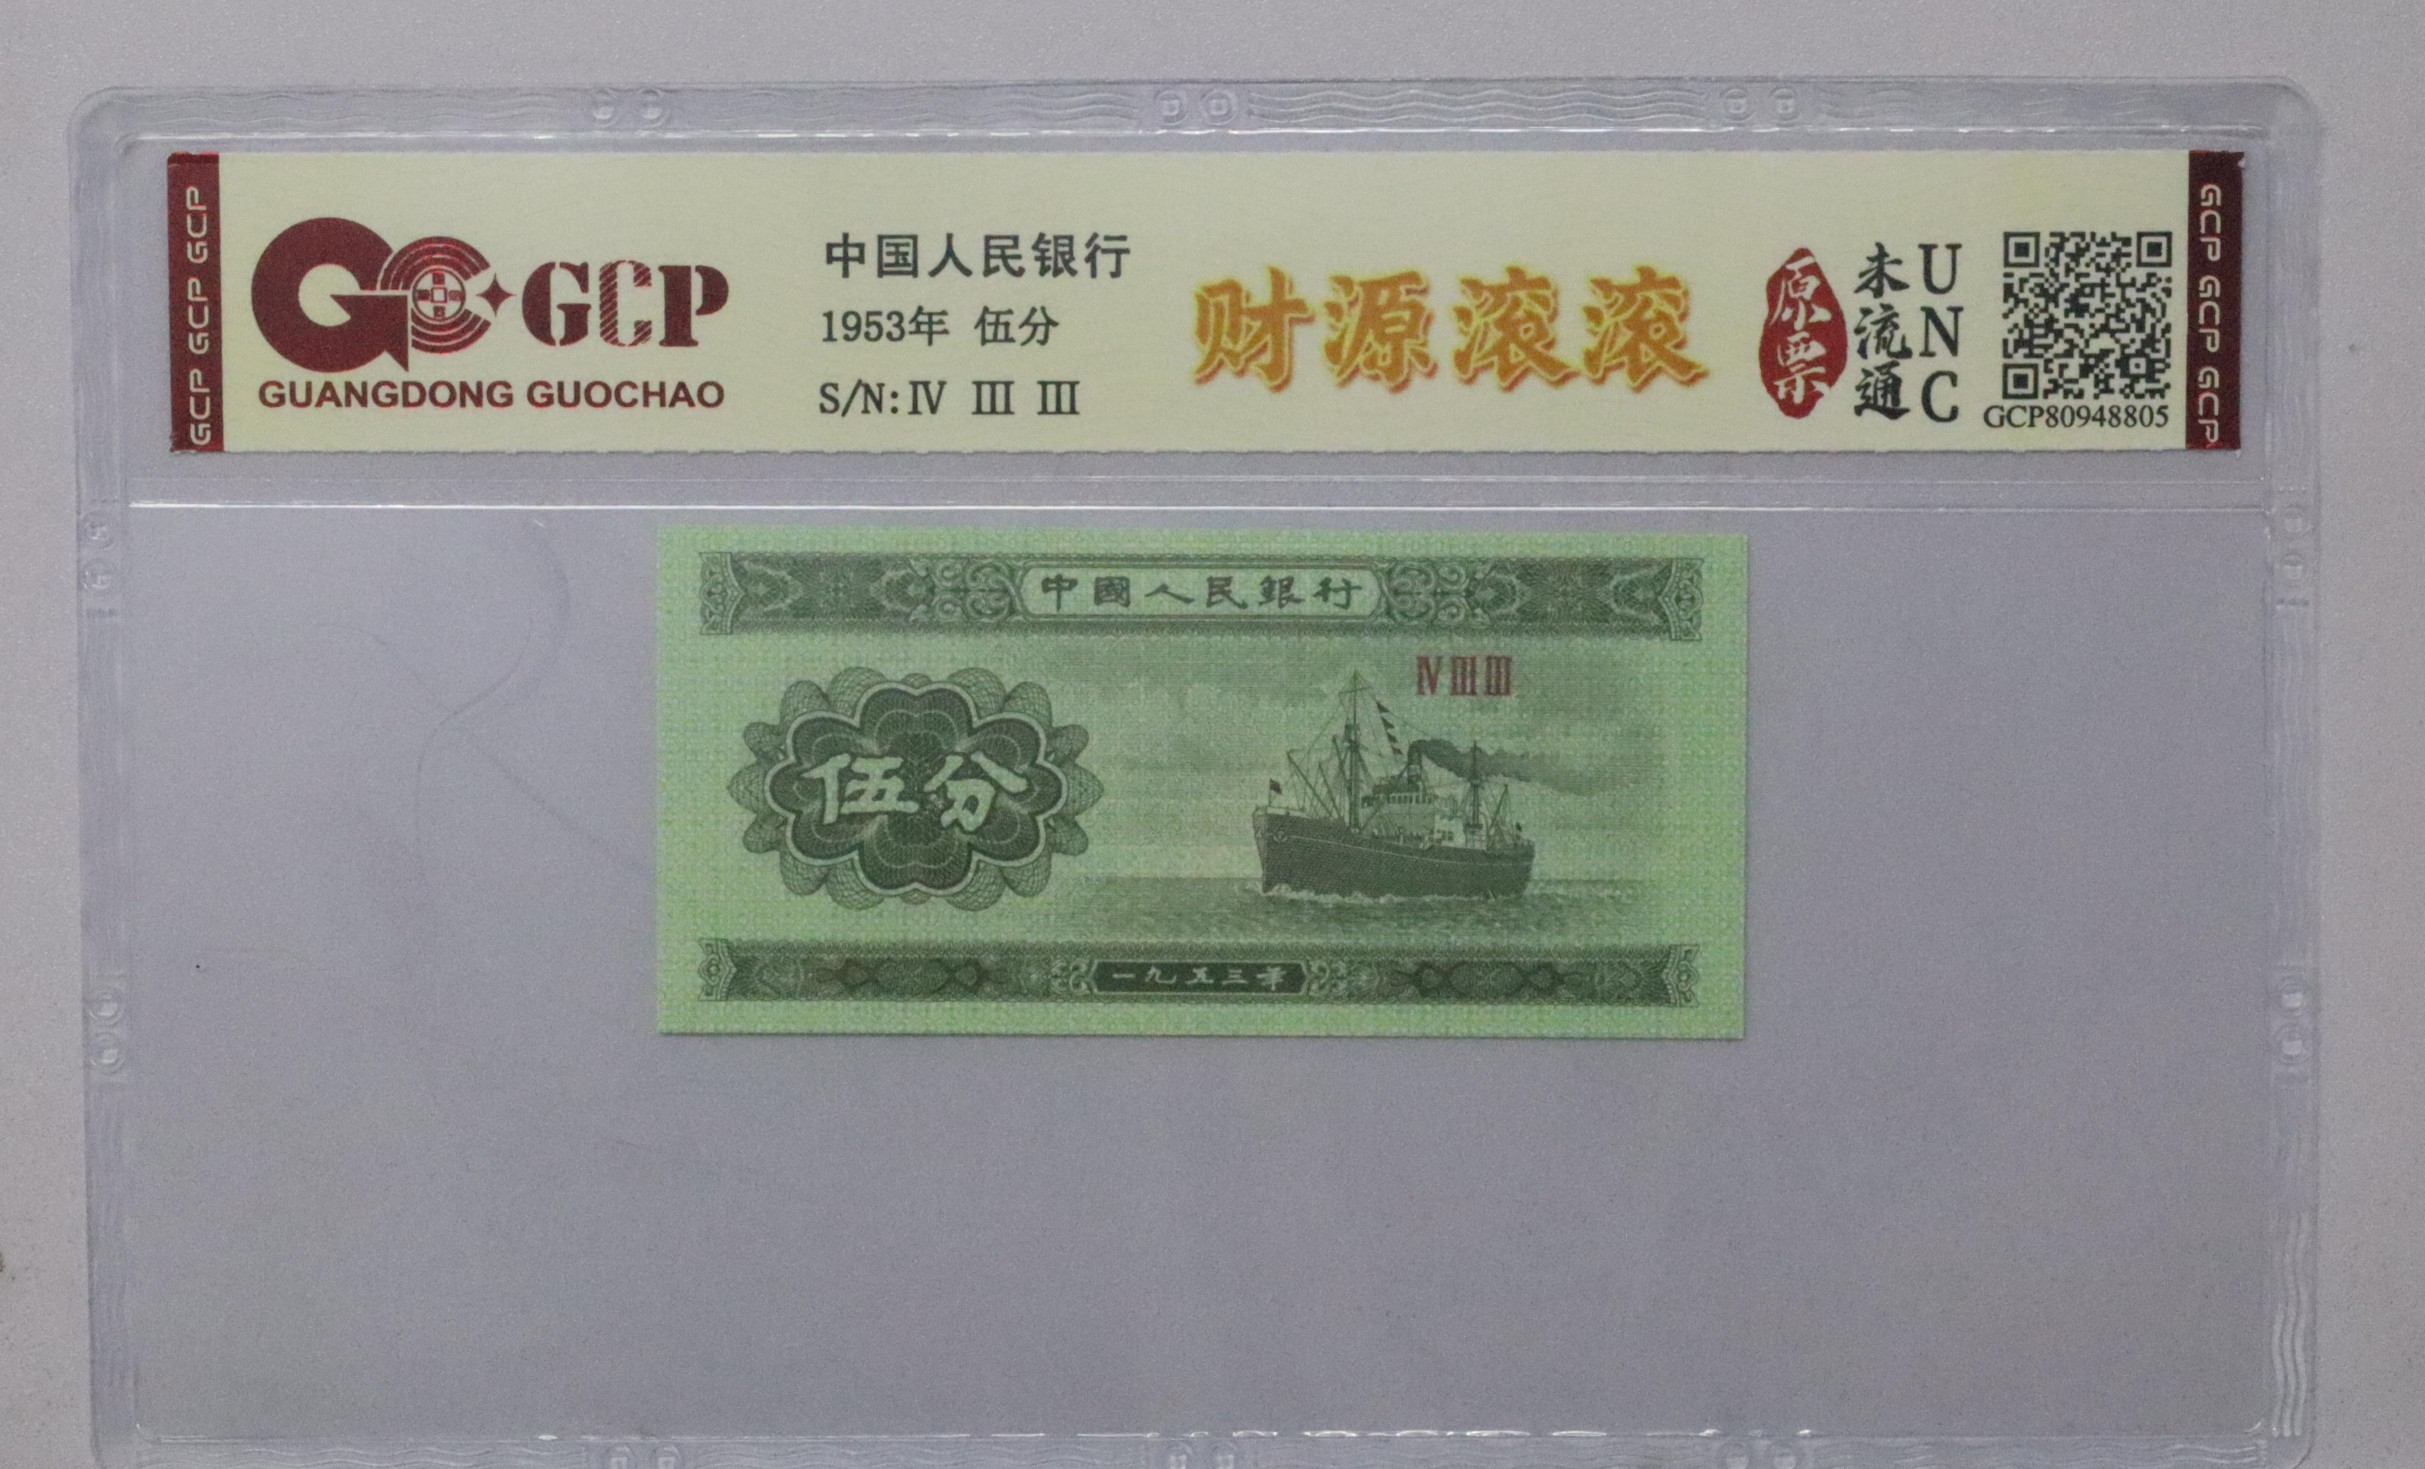 GCP GCP GCP
GCP
GUANGDONG GUOCHAO
中国人民银行
1953年 伍分
S/N:Ⅳ Ⅲ Ⅲ
财源滚滚
原票
未流通
UNC
GCP80948805
GCP GCP GCP
中國人民銀行
Ⅳ Ⅲ Ⅲ
伍分
一九五三年